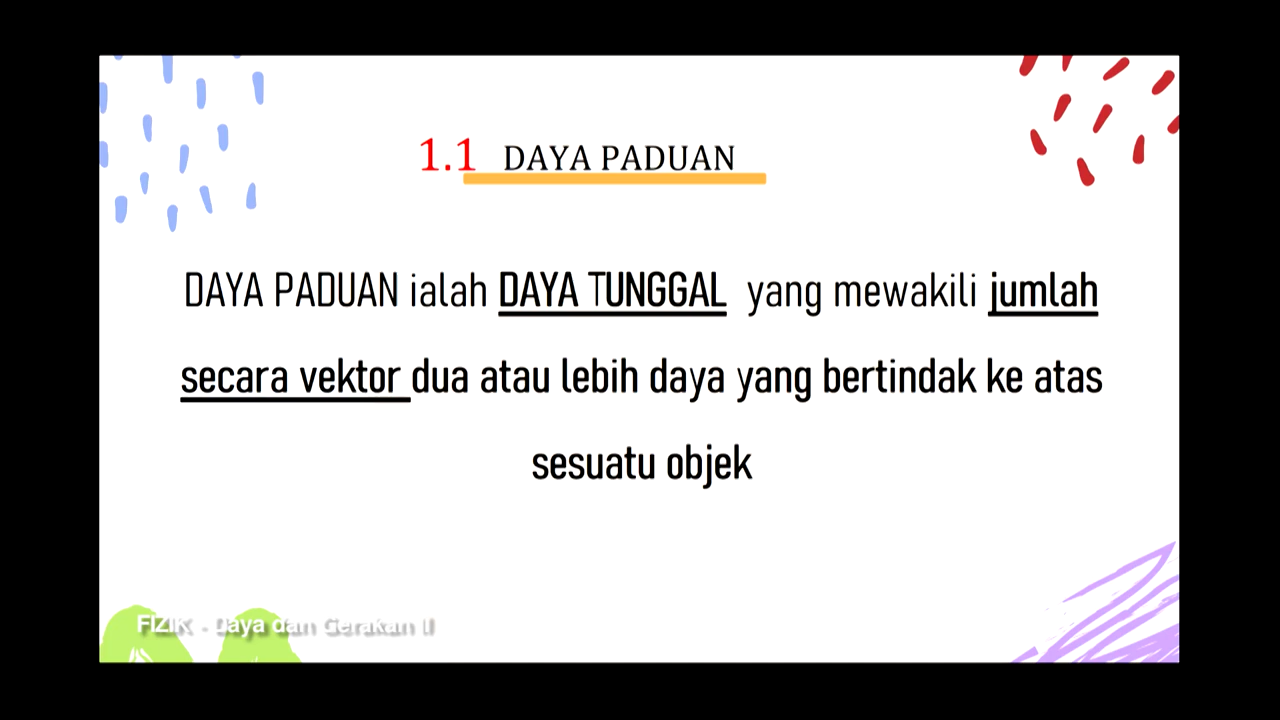 1.1 DAYA PADUAN
DAYA PADUAN ialah DAYA TUNGGAL yang mewakili jumlah
secara vektor dua atau lebih daya yang bertindak ke atas
sesuatu objek
FIZIK - Daya dan Gerakan II